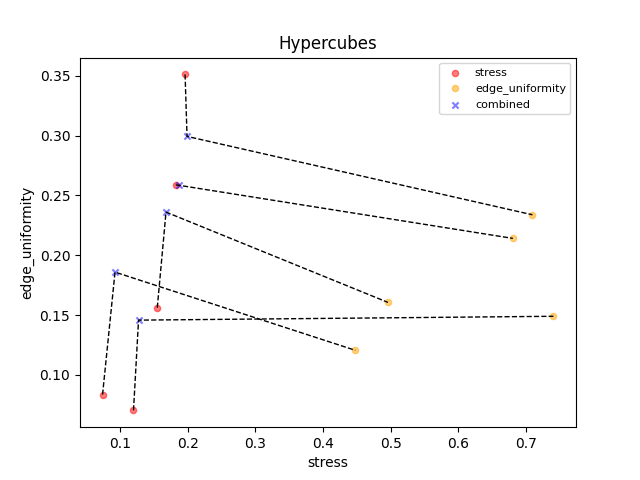 Hypercubes
stress
edge_uniformity
combined
edge_uniformity
0.35
0.30
0.25
0.20
0.15
0.10
0.1 0.2 0.3 0.4 0.5 0.6 0.7
stress